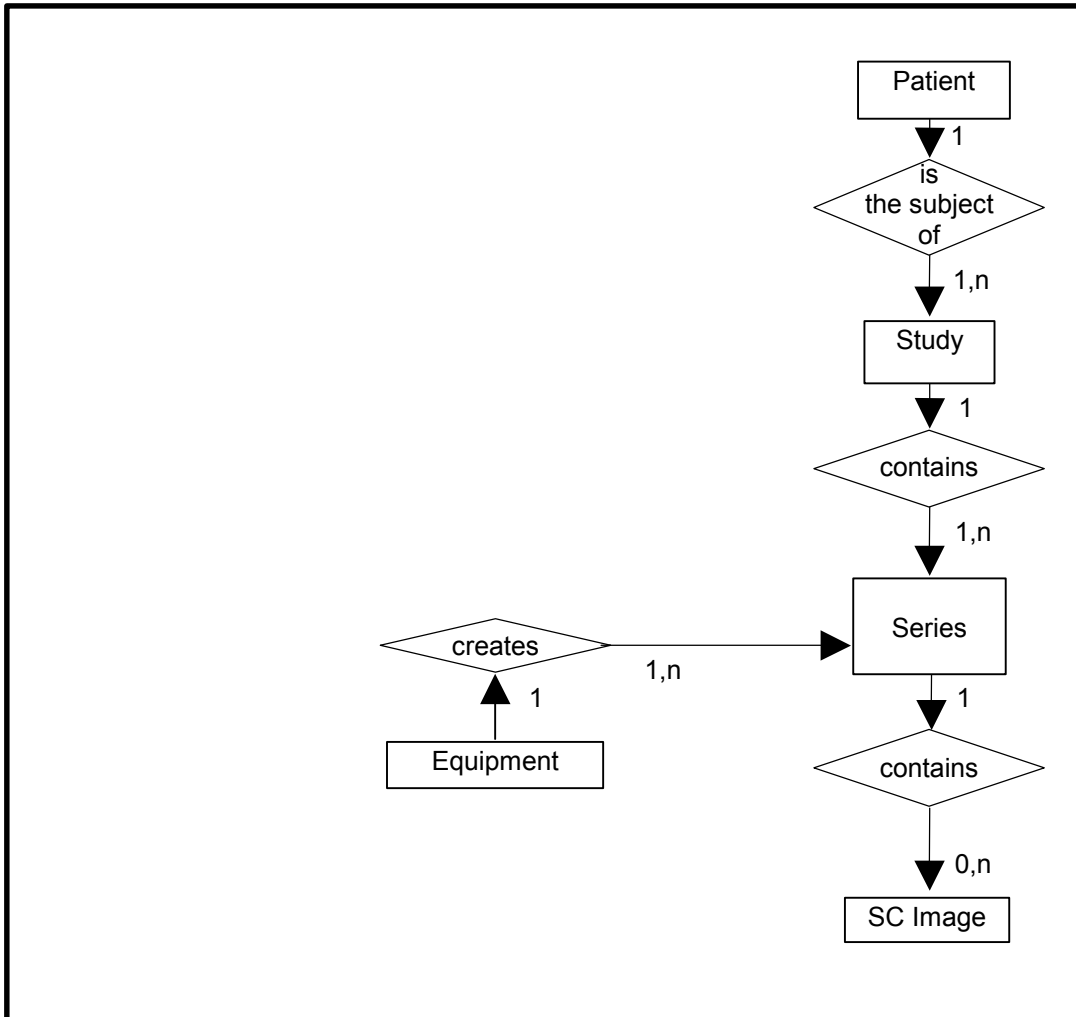 Patient
1
is
the subject
of
1,n
Study
1
contains
1,n
Series
creates
1,n
1
1
Equipment
contains
0,n
SC Image